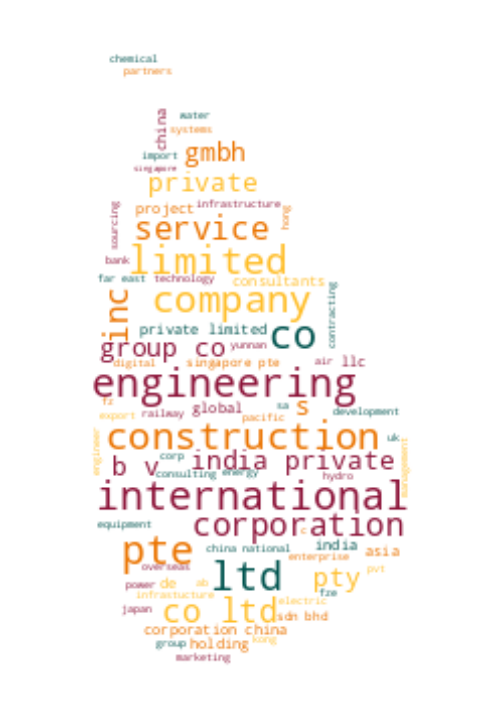 chemical
partners
china
water
systems
import
gmbh
singapore
private
sourcing
project
infrastructure
hong
service
bank
limited
far east
technology
consultants
inc
company
contracting
private limited
co
group co
yunnan
digital
singapore pte
air
llc
engineering
fz
export
railway
global
s
sa
pacific
development
engineer
construction
uk
management
b v
corp
india private
consulting
energy
hydro
international
equipment
corporation
c
pte
china national
india
asia
enterprise
overseas
ltd
power
de
ab
pty
pvt
infrastucture
fze
japan
co ltd
electric
sdn bhd
corporation china
group
holding
kong
marketing